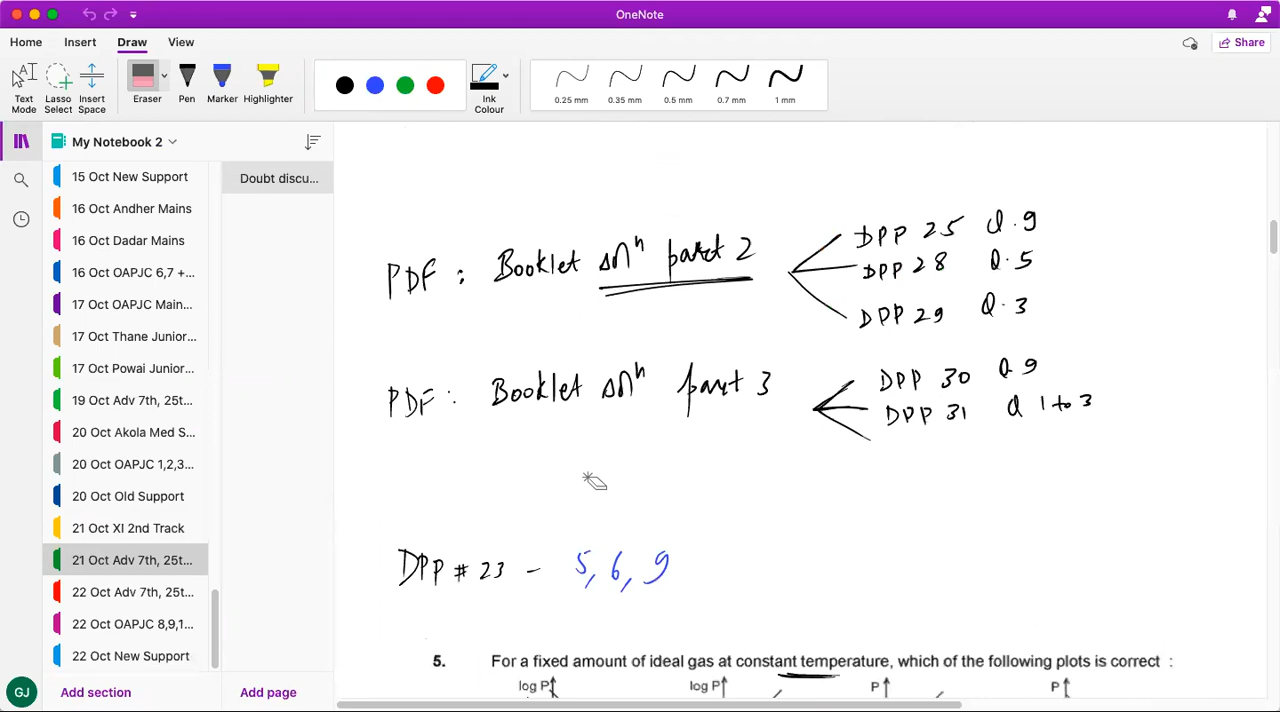 OneNote
Home Insert Draw View
Share
Text Mode
Lasso Select
Insert Space
Eraser
Pen
Marker
Highlighter
Ink Colour
0.25 mm 0.35 mm 0.5 mm 0.7 mm 1 mm
My Notebook 2
15 Oct New Support
16 Oct Andher Mains
16 Oct Dadar Mains
16 Oct OAPJC 6,7 +...
17 Oct OAPJC Main...
17 Oct Thane Junior...
17 Oct Powai Junior...
19 Oct Adv 7th, 25t...
20 Oct Akola Med S...
20 Oct OAPJC 1,2,3...
20 Oct Old Support
21 Oct XI 2nd Track
21 Oct Adv 7th, 25t...
22 Oct Adv 7th, 25t...
22 Oct OAPJC 8,9,1...
22 Oct New Support
GJ
Add section
Doubt discu...
Add page
PDF : Booklet solⁿ part 2
DPP 25 Q.9
DPP 28 Q.5
DPP 29 Q.3
PDF : Booklet solⁿ part 3
DPP 30 Q 9
DPP 31 Q 1 to 3
DPP # 23 - 5, 6, 9
5. For a fixed amount of ideal gas at constant temperature, which of the following plots is correct :
log P log P P P